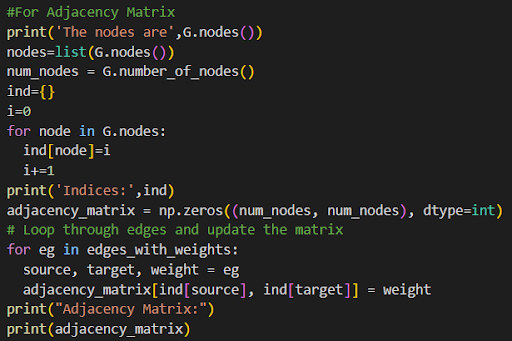 #For Adjacency Matrix
print('The nodes are',G.nodes())
nodes=list(G.nodes())
num_nodes = G.number_of_nodes()
ind={}
i=0
for node in G.nodes:
  ind[node]=i
  i+=1
print('Indices:',ind)
adjacency_matrix = np.zeros((num_nodes, num_nodes), dtype=int)
# Loop through edges and update the matrix
for eg in edges_with_weights:
  source, target, weight = eg
  adjacency_matrix[ind[source], ind[target]] = weight
print("Adjacency Matrix:")
print(adjacency_matrix)